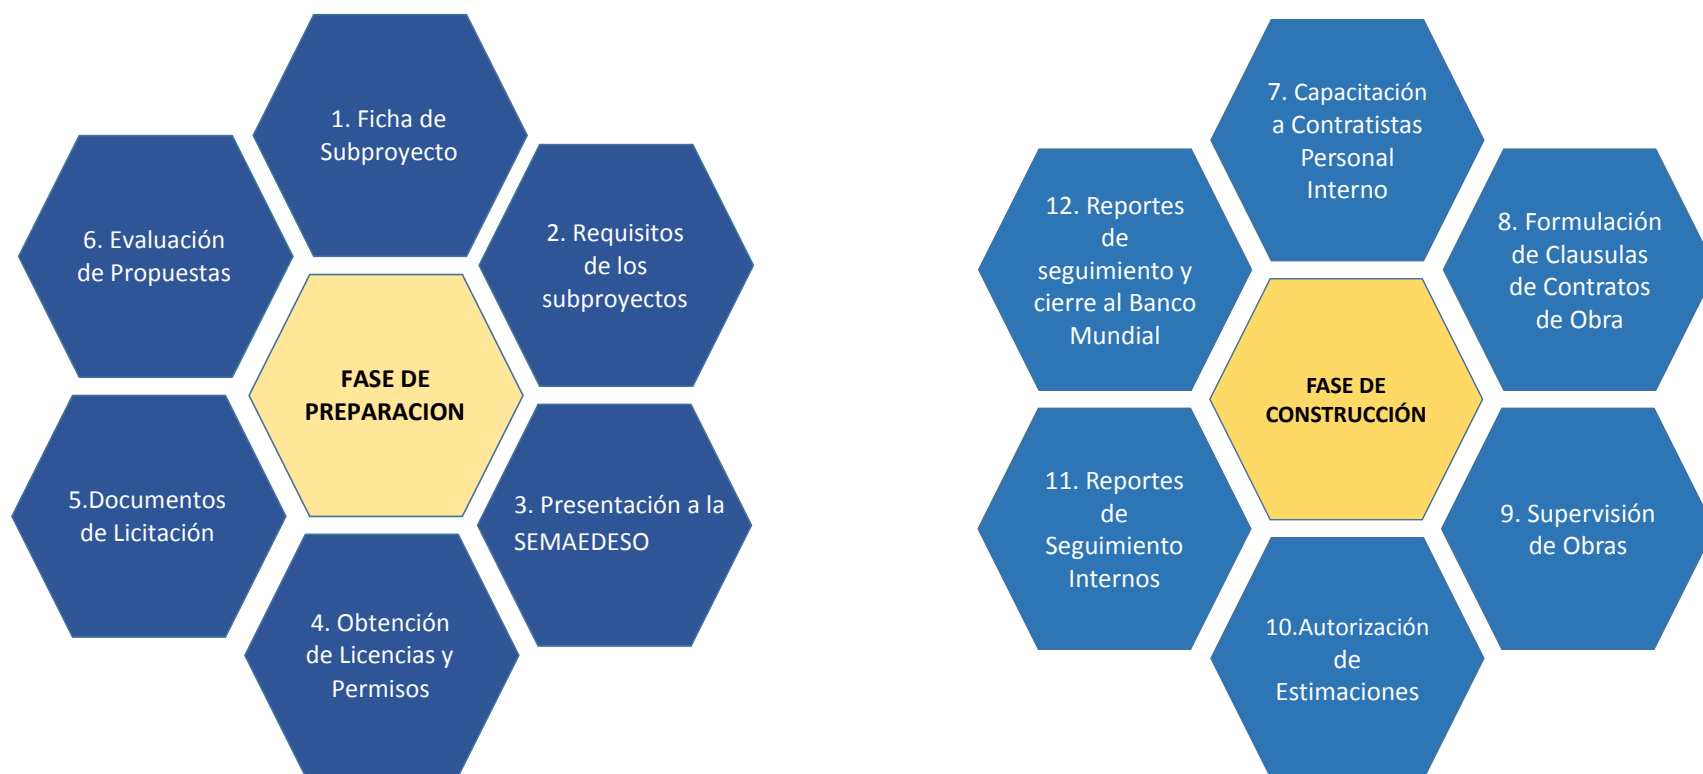 1. Ficha de
Subproyecto
2. Requisitos
de los
subproyectos
3. Presentación a la
SEMAEDESO
4. Obtención
de Licencias y
Permisos
5.Documentos
de Licitación
6. Evaluación
de Propuestas
FASE DE
PREPARACION
7. Capacitación
a Contratistas
Personal
Interno
8. Formulación
de Clausulas
de Contratos
de Obra
9. Supervisión
de Obras
10.Autorización
de
Estimaciones
11. Reportes
de
Seguimiento
Internos
12. Reportes
de
seguimiento y
cierre al Banco
Mundial
FASE DE
CONSTRUCCIÓN